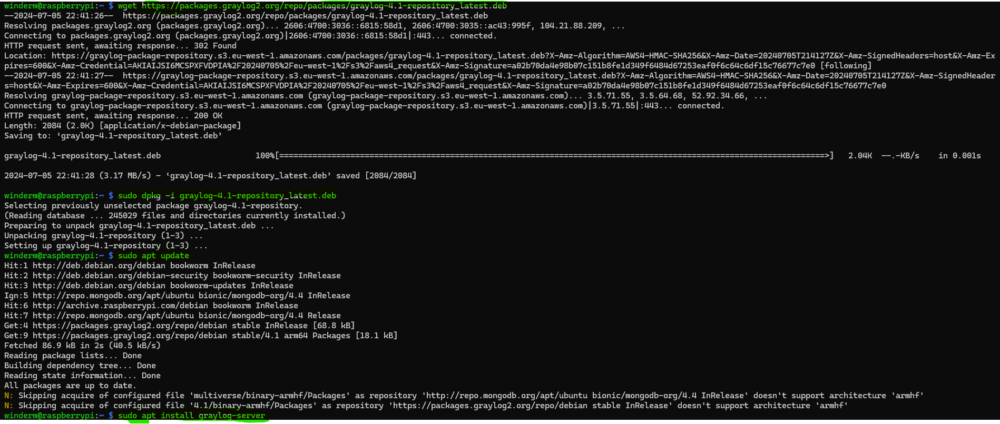 winderm@raspberrypi:~ $ wget https://packages.graylog2.org/repo/packages/graylog-4.1-repository_latest.deb
--2024-07-05 22:41:26--  https://packages.graylog2.org/repo/packages/graylog-4.1-repository_latest.deb
Resolving packages.graylog2.org (packages.graylog2.org)... 2606:4700:3036::6815:58d1, 2606:4700:3035::ac43:995f, 104.21.88.209, ...
Connecting to packages.graylog2.org (packages.graylog2.org)|2606:4700:3036::6815:58d1|:443... connected.
HTTP request sent, awaiting response... 302 Found
Location: https://graylog-package-repository.s3.eu-west-1.amazonaws.com/packages/graylog-4.1-repository_latest.deb?X-Amz-Algorithm=AWS4-HMAC-SHA256&X-Amz-Date=20240705T214127Z&X-Amz-SignedHeaders=host&X-Amz-Ex
pires=600&X-Amz-Credential=AKIAIJSI6MCSPXFVDPIA%2F20240705%2Feu-west-1%2Fs3%2Faws4_request&X-Amz-Signature=a02b70da4e98b07c151b8fe1d349f6484d67253eaf0f6c64c6df15c76677c7e0 [following]
--2024-07-05 22:41:27--  https://graylog-package-repository.s3.eu-west-1.amazonaws.com/packages/graylog-4.1-repository_latest.deb?X-Amz-Algorithm=AWS4-HMAC-SHA256&X-Amz-Date=20240705T214127Z&X-Amz-SignedHeader
s=host&X-Amz-Expires=600&X-Amz-Credential=AKIAIJSI6MCSPXFVDPIA%2F20240705%2Feu-west-1%2Fs3%2Faws4_request&X-Amz-Signature=a02b70da4e98b07c151b8fe1d349f6484d67253eaf0f6c64c6df15c76677c7e0
Resolving graylog-package-repository.s3.eu-west-1.amazonaws.com (graylog-package-repository.s3.eu-west-1.amazonaws.com)... 3.5.71.55, 3.5.64.68, 52.92.34.66, ...
Connecting to graylog-package-repository.s3.eu-west-1.amazonaws.com (graylog-package-repository.s3.eu-west-1.amazonaws.com)|3.5.71.55|:443... connected.
HTTP request sent, awaiting response... 200 OK
Length: 2084 (2.0K) [application/x-debian-package]
Saving to: ‘graylog-4.1-repository_latest.deb’
graylog-4.1-repository_latest.deb                    100%[===================================================================================================================>]   2.04K  --.-KB/s    in 0.001s
2024-07-05 22:41:28 (3.17 MB/s) - ‘graylog-4.1-repository_latest.deb’ saved [2084/2084]
winderm@raspberrypi:~ $ sudo dpkg -i graylog-4.1-repository_latest.deb
Selecting previously unselected package graylog-4.1-repository.
(Reading database ... 245029 files and directories currently installed.)
Preparing to unpack graylog-4.1-repository_latest.deb ...
Unpacking graylog-4.1-repository (1-3) ...
Setting up graylog-4.1-repository (1-3) ...
winderm@raspberrypi:~ $ sudo apt update
Hit:1 http://deb.debian.org/debian bookworm InRelease
Hit:2 http://deb.debian.org/debian-security bookworm-security InRelease
Hit:3 http://deb.debian.org/debian bookworm-updates InRelease
Ign:5 http://repo.mongodb.org/apt/ubuntu bionic/mongodb-org/4.4 InRelease
Hit:6 http://archive.raspberrypi.com/debian bookworm InRelease
Hit:7 http://repo.mongodb.org/apt/ubuntu bionic/mongodb-org/4.4 Release
Get:4 https://packages.graylog2.org/repo/debian stable InRelease [68.8 kB]
Get:9 https://packages.graylog2.org/repo/debian stable/4.1 arm64 Packages [18.1 kB]
Fetched 86.9 kB in 2s (40.5 kB/s)
Reading package lists... Done
Building dependency tree... Done
Reading state information... Done
All packages are up to date.
N: Skipping acquire of configured file 'multiverse/binary-armhf/Packages' as repository 'http://repo.mongodb.org/apt/ubuntu bionic/mongodb-org/4.4 InRelease' doesn't support architecture 'armhf'
N: Skipping acquire of configured file '4.1/binary-armhf/Packages' as repository 'https://packages.graylog2.org/repo/debian stable InRelease' doesn't support architecture 'armhf'
winderm@raspberrypi:~ $ sudo apt install graylog-server